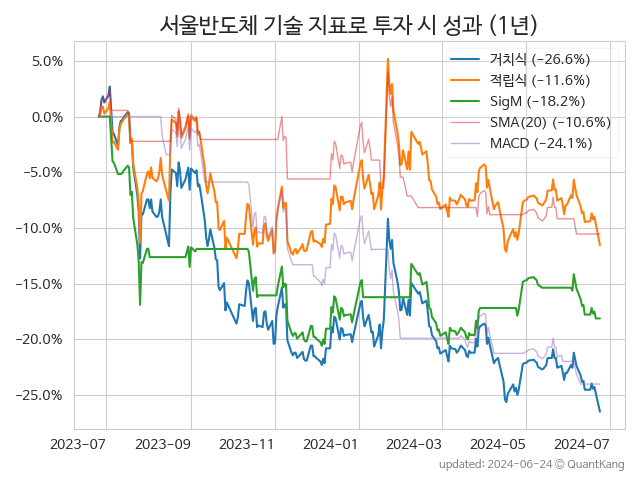 서울반도체 기술 지표로 투자 시 성과 (1년)
5.0%
0.0%
−5.0%
−10.0%
−15.0%
−20.0%
−25.0%
거치식 (−26.6%)
적립식 (−11.6%)
SigM (−18.2%)
SMA(20) (−10.6%)
MACD (−24.1%)
2023-07 2023-09 2023-11 2024-01 2024-03 2024-05 2024-07
updated: 2024-06-24 ⓒ QuantKang